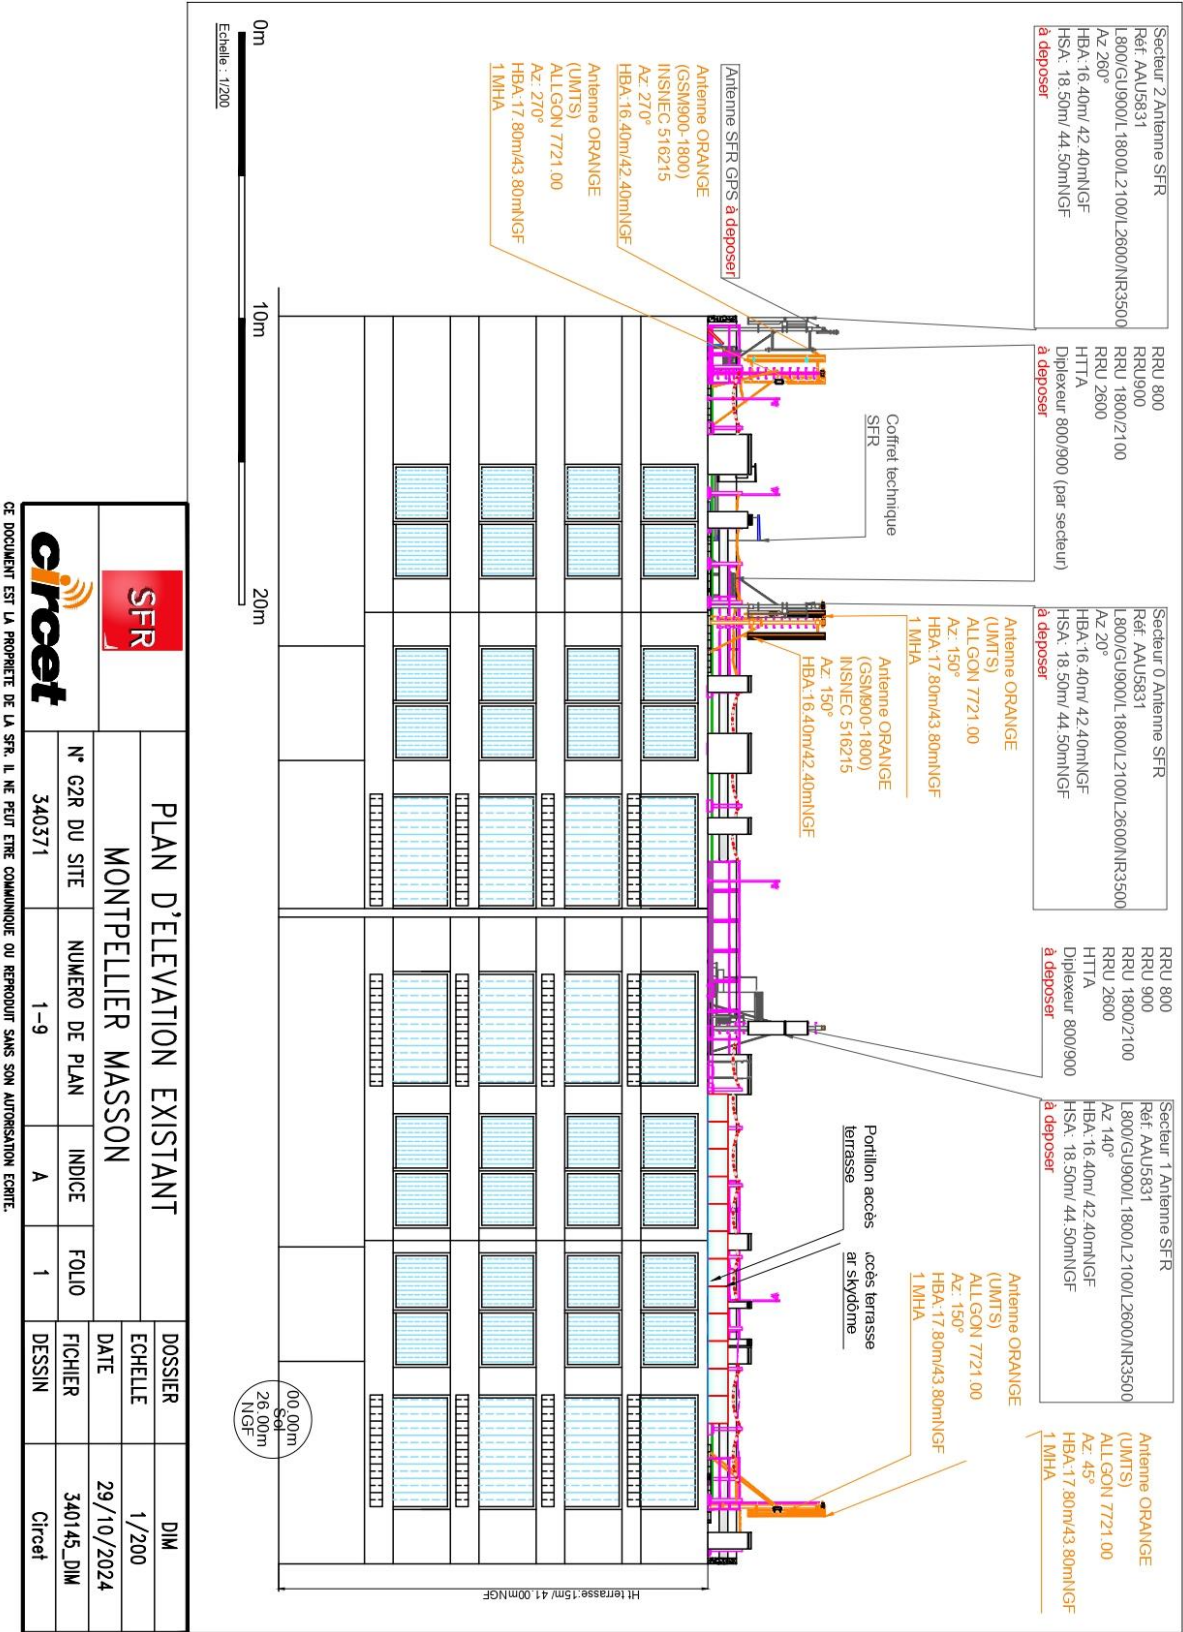 Secteur 2 Antenne SFR
Réf: AAU5831
L800/GU900/L1800/L2100/L2600/NR3500
Az 260°
HBA:16.40m/ 42.40mNGF
HSA: 18.50m/ 44.50mNGF
à deposer
RRU 800
RRU900
RRU 1800/2100
RRU 2600
HTTA
Diplexeur 800/900 (par secteur)
à deposer
Secteur 0 Antenne SFR
Réf: AAU5831
L800/GU900/L1800/L2100/L2600/NR3500
Az 20°
HBA:16.40m/ 42.40mNGF
HSA: 18.50m/ 44.50mNGF
à deposer
RRU 800
RRU 900
RRU 1800/2100
RRU 2600
HTTA
Diplexeur 800/900
à deposer
Secteur 1 Antenne SFR
Réf: AAU5831
L800/GU900/L1800/L2100/L2600/NR3500
Az 140°
HBA:16.40m/ 42.40mNGF
HSA: 18.50m/ 44.50mNGF
à deposer
Antenne ORANGE
(UMTS)
ALLGON 7721.00
Az: 45°
HBA:17.80m/43.80mNGF
1 MHA
Antenne ORANGE
(UMTS)
ALLGON 7721.00
Az: 150°
HBA:17.80m/43.80mNGF
1 MHA
Antenne ORANGE
(GSM900-1800)
INSNEC 516215
Az: 150°
HBA:16.40m/42.40mNGF
Antenne ORANGE
(UMTS)
ALLGON 7721.00
Az: 150°
HBA:17.80m/43.80mNGF
1 MHA
Coffret technique
SFR
Portillon accès
terrasse
ccès terrasse
ar skydôme
Antenne SFR GPS à deposer
Antenne ORANGE
(GSM900-1800)
INSNEC 516215
Az: 270°
HBA:16.40m/42.40mNGF
Antenne ORANGE
(UMTS)
ALLGON 7721.00
Az: 270°
HBA:17.80m/43.80mNGF
1 MHA
Ht terrasse:15m/ 41.00mNGF
00.00m
Sol
26.00m
NGF
0m
10m
20m
Echelle : 1/200
SFR
circet
PLAN D'ELEVATION EXISTANT
MONTPELLIER MASSON
N° G2R DU SITE
NUMERO DE PLAN
INDICE
FOLIO
340371
1-9
A
1
DOSSIER
DIM
ECHELLE
1/200
DATE
29/10/2024
FICHIER
340145_DIM
DESSIN
Circet
CE DOCUMENT EST LA PROPRIETE DE LA SFR IL NE PEUT ETRE COMMUNIQUE OU REPRODUIT SANS SON AUTORISATION ECRITE.